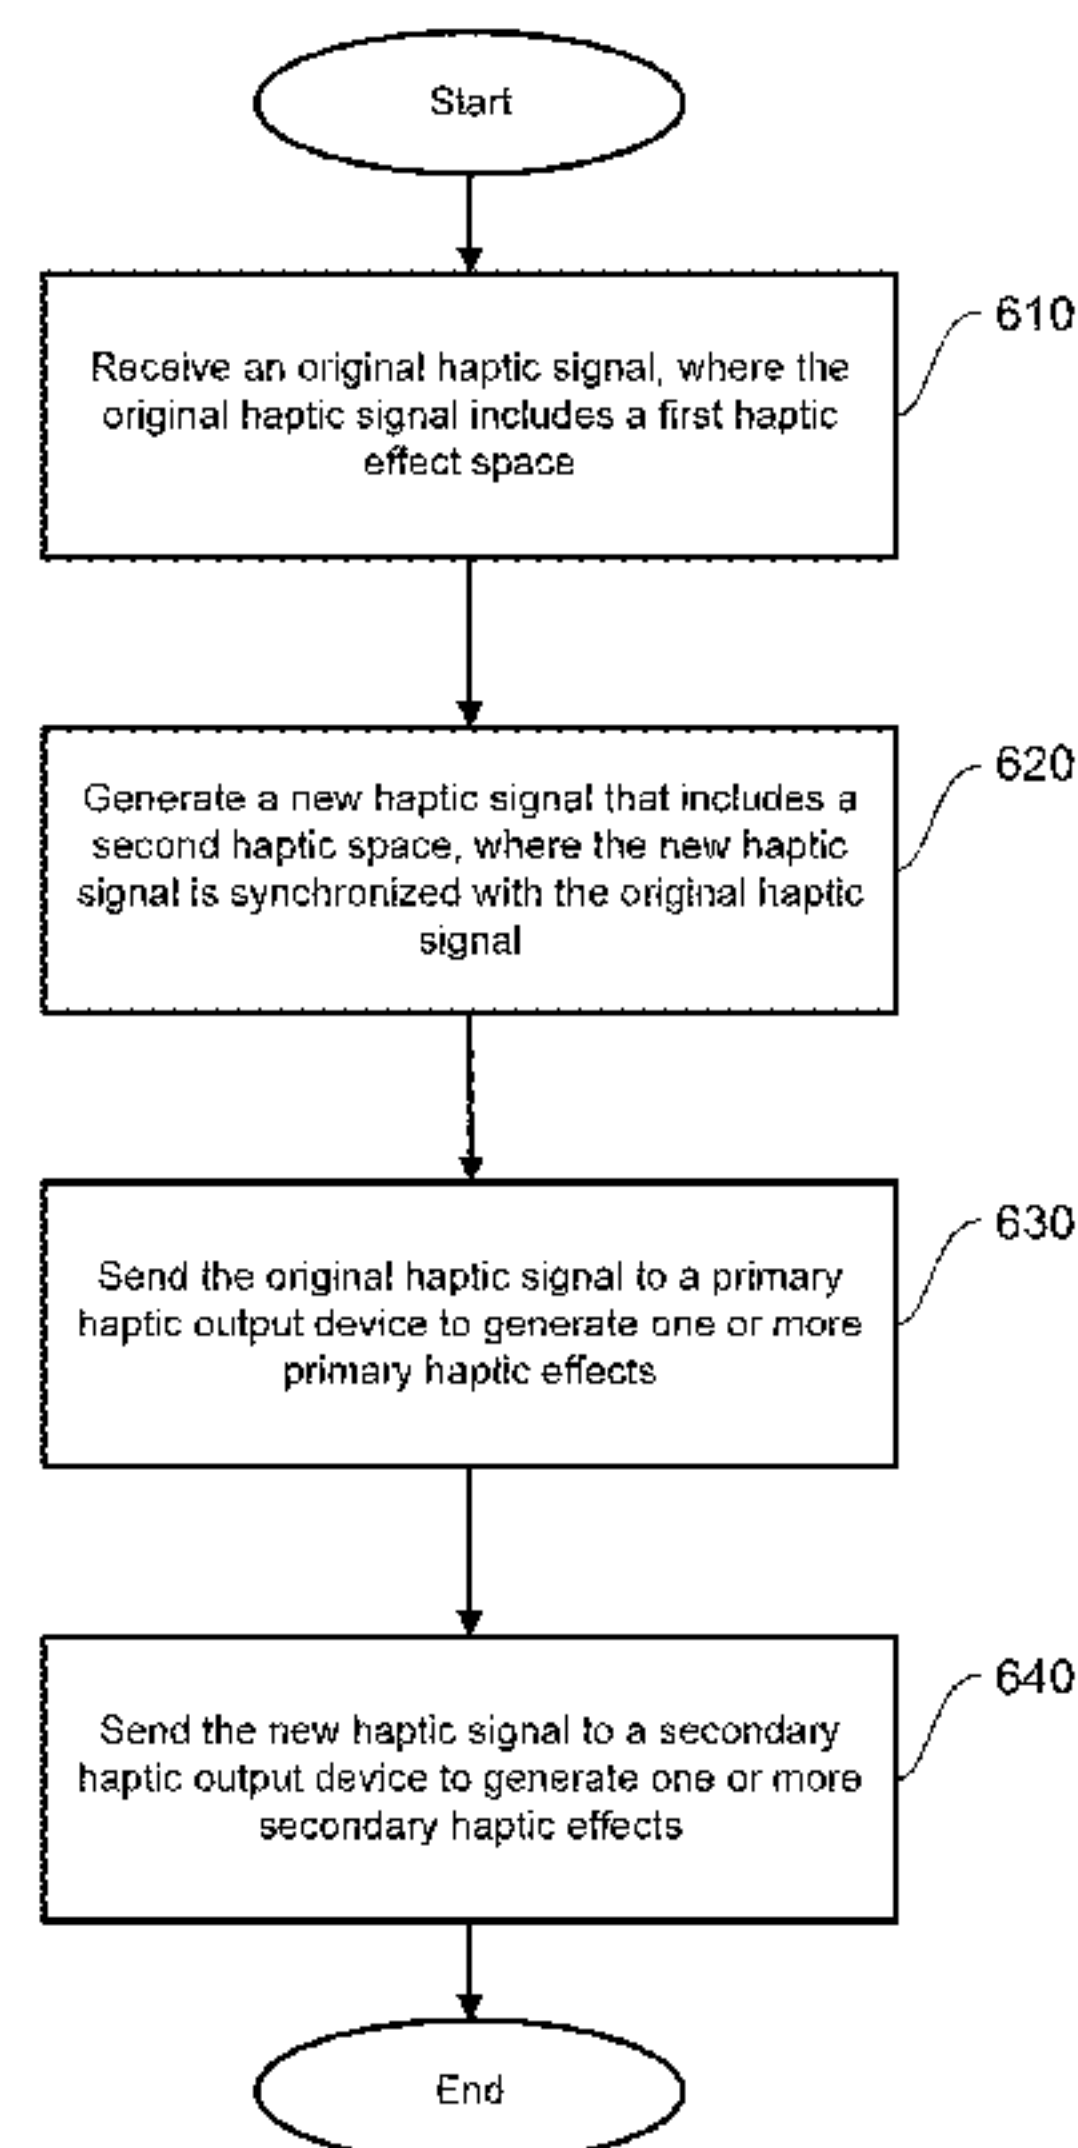 Start
Receive an original haptic signal, where the
original haptic signal includes a first haptic
effect space
610
Generate a new haptic signal that includes a
second haptic space, where the new haptic
signal is synchronized with the original haptic
signal
620
Send the original haptic signal to a primary
haptic output device to generate one or more
primary haptic effects
630
Send the new haptic signal to a secondary
haptic output device to generate one or more
secondary haptic effects
640
End